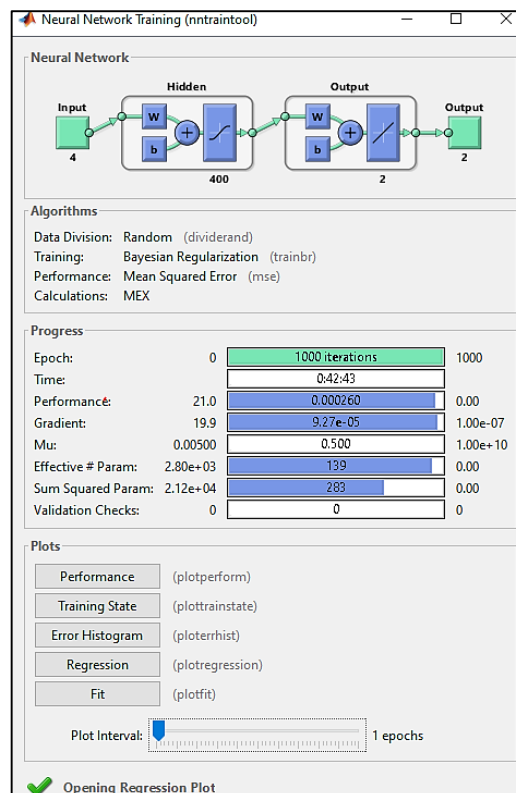 Neural Network Training (nntraintool)
Neural Network
Hidden Output
Input Output
W W
b b
4 2
400 2
Algorithms
Data Division: Random (dividerand)
Training: Bayesian Regularization (trainbr)
Performance: Mean Squared Error (mse)
Calculations: MEX
Progress
Epoch: 0 1000 iterations 1000
Time: 0:42:43
Performance: 21.0 0.000260 0.00
Gradient: 19.9 9.27e-05 1.00e-07
Mu: 0.00500 0.500 1.00e+10
Effective # Param: 2.80e+03 139 0.00
Sum Squared Param: 2.12e+04 283 0.00
Validation Checks: 0 0 0
Plots
Performance (plotperform)
Training State (plottrainstate)
Error Histogram (ploterrhist)
Regression (plotregression)
Fit (plotfit)
Plot Interval: 1 epochs
Opening Regression Plot